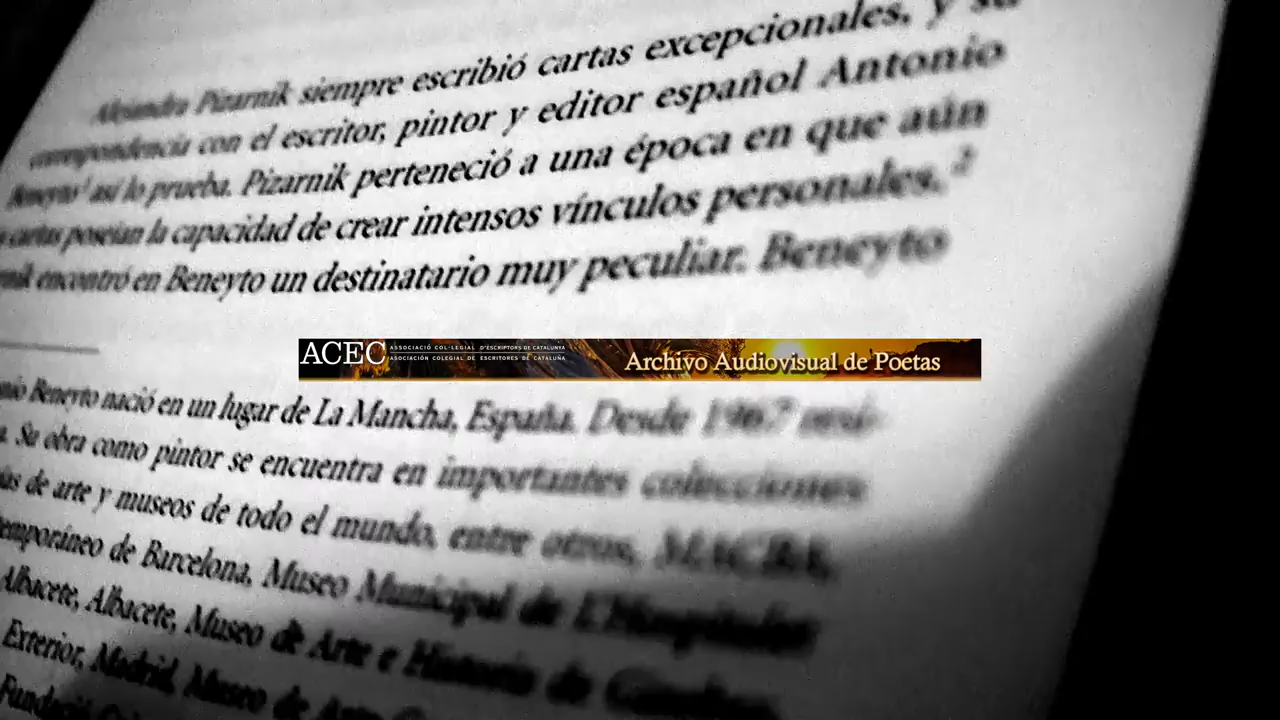 Alejandra Pizarnik siempre escribió cartas excepcionales, y su
correspondencia con el escritor, pintor y editor español Antonio
Beneyto¹ así lo prueba. Pizarnik perteneció a una época en que aún
cartas poseían la capacidad de crear intensos vínculos personales.²
encontró en Beneyto un destinatario muy peculiar. Beneyto
ACEC
ASSOCIACIÓ COL·LEGIAL D'ESCRIPTORS DE CATALUNYA
ASOCIACIÓN COLEGIAL DE ESCRITORES DE CATALUÑA
Archivo Audiovisual de Poetas
Beneyto nació en un lugar de La Mancha, España. Desde 1967
Su obra como pintor se encuentra en importantes colecciones
de arte y museos de todo el mundo, entre otros, MACBA,
de Barcelona, Museo Municipal de
Albacete, Albacete, Museo de Arte e Historia de
Exterior, Madrid, Museo de